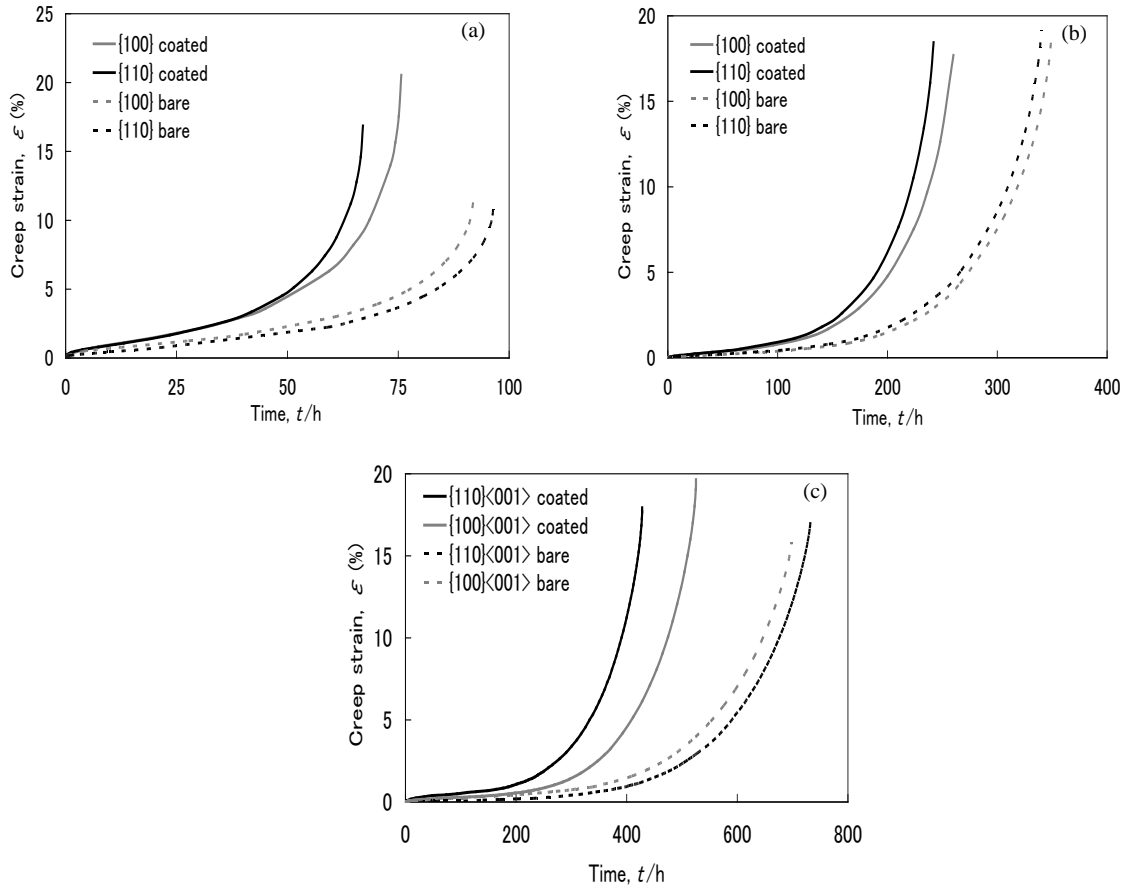 (a)
{100} coated
{110} coated
{100} bare
{110} bare
Creep strain, ε (%)
25
20
15
10
5
0
0 25 50 75 100
Time, t/h
(b)
{100} coated
{110} coated
{100} bare
{110} bare
Creep strain, ε (%)
20
15
10
5
0
0 100 200 300 400
Time, t/h
(c)
{110}<001> coated
{100}<001> coated
{110}<001> bare
{100}<001> bare
Creep strain, ε (%)
20
15
10
5
0
0 200 400 600 800
Time, t/h